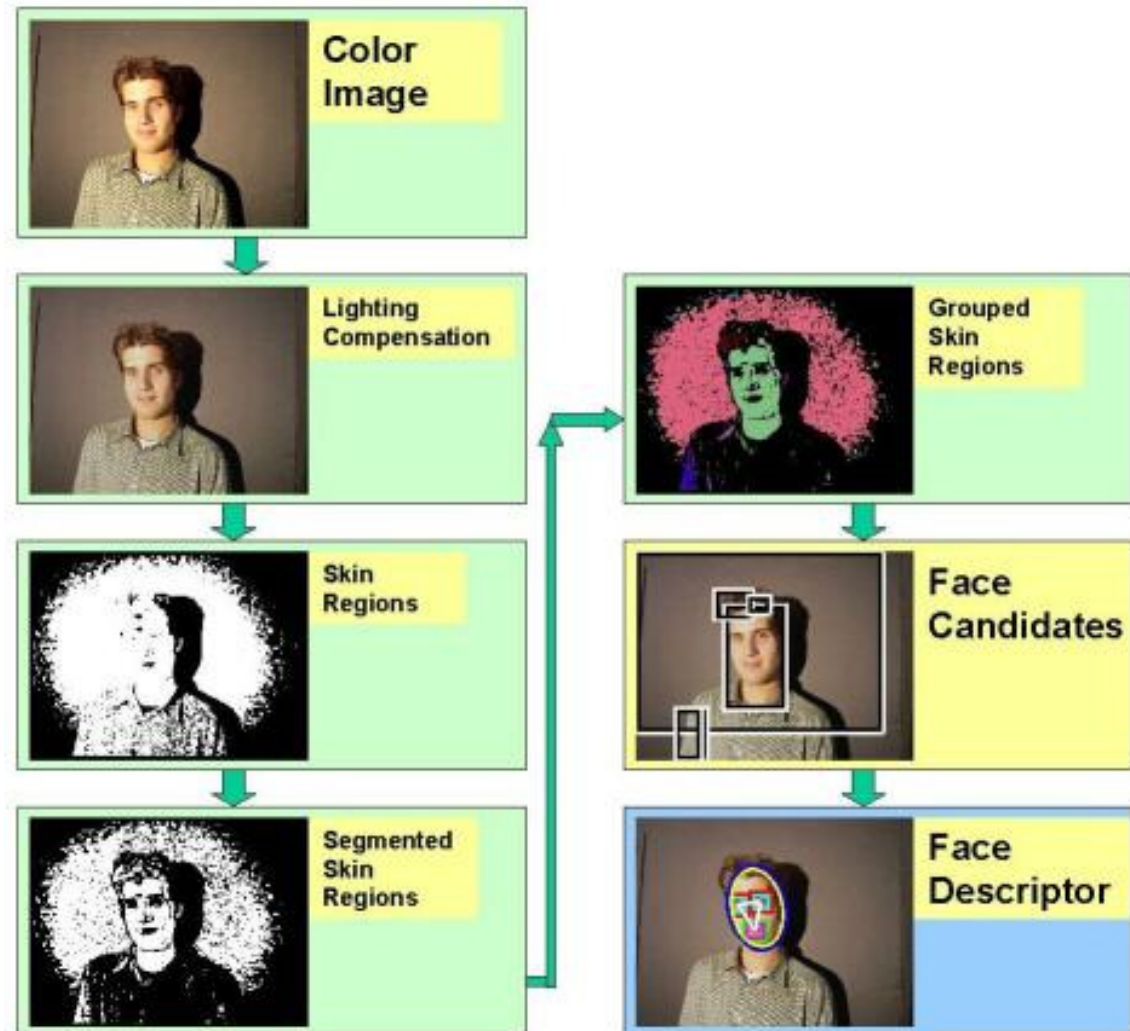 Color
Image
Lighting
Compensation
Skin
Regions
Segmented
Skin
Regions
Grouped
Skin
Regions
Face
Candidates
Face
Descriptor